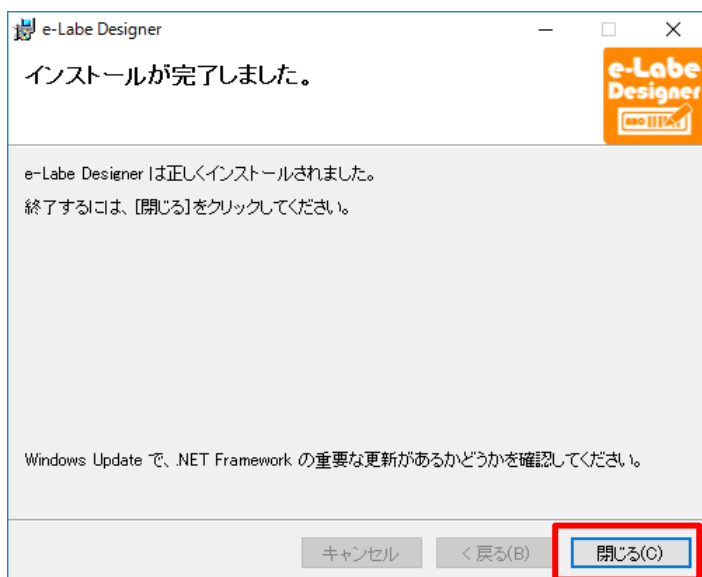 e-Labe Designer
インストールが完了しました。
e-Labe
Designer
ABC
e-Labe Designer は正しくインストールされました。
終了するには、[閉じる]をクリックしてください。
Windows Update で、.NET Framework の重要な更新があるかどうかを確認してください。
キャンセル
< 戻る(B)
閉じる(C)